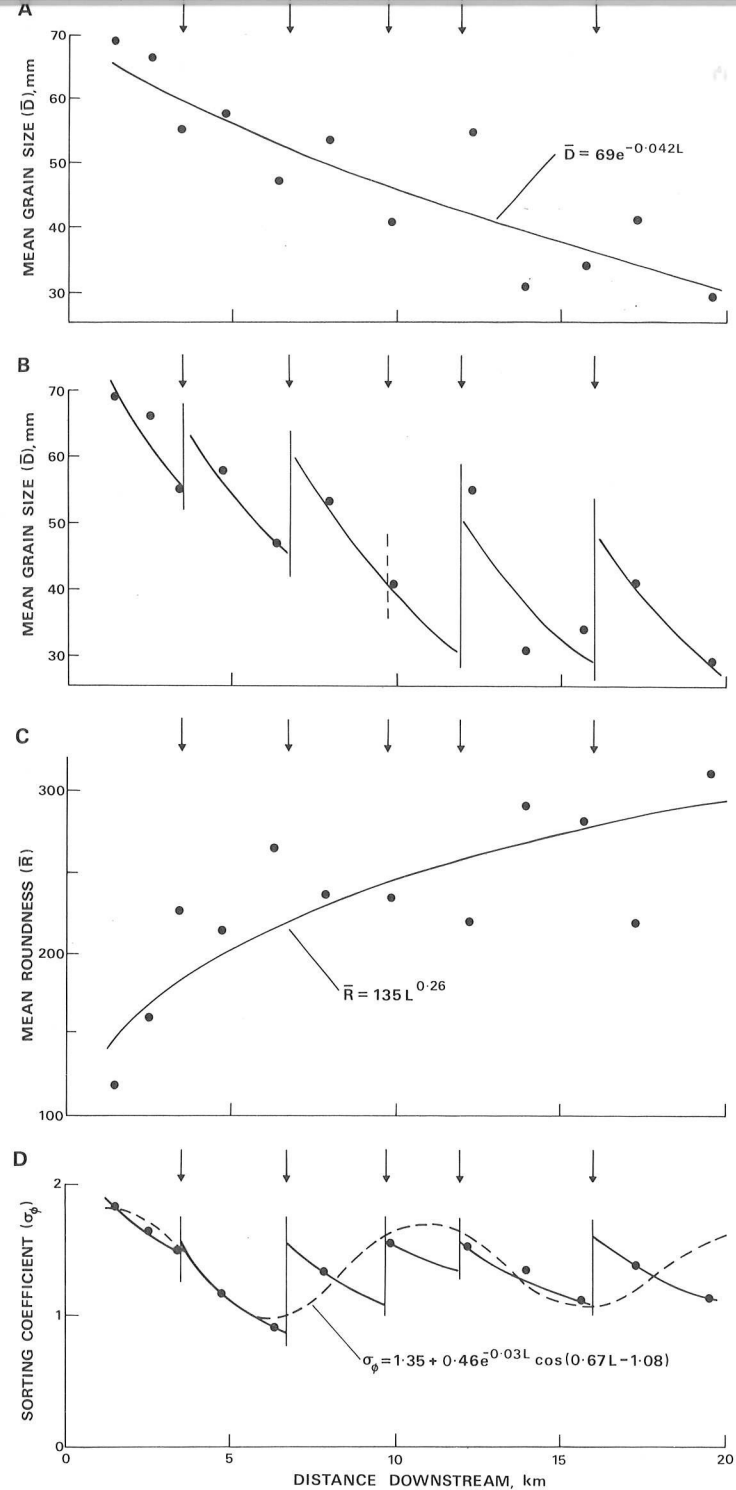 A
70
60
50
40
30
MEAN GRAIN SIZE (D̄), mm
D̄ = 69e^-0·042L
B
70
60
50
40
30
MEAN GRAIN SIZE (D̄), mm
C
300
200
100
MEAN ROUNDNESS (R̄)
R̄ = 135L^0·26
D
2
1
0
SORTING COEFFICIENT (σφ)
σφ = 1·35 + 0·46e^-0·03L cos(0·67L-1·08)
0 5 10 15 20
DISTANCE DOWNSTREAM, km